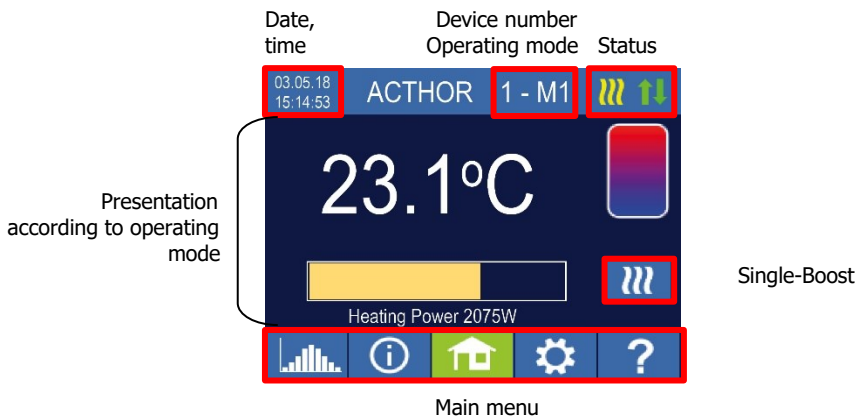 Date,
time
Device number
Operating mode
Status
03.05.18
15:14:53
ACTHOR
1 - M1
23.1°C
Presentation
according to operating
mode
Single-Boost
Heating Power 2075W
?
Main menu